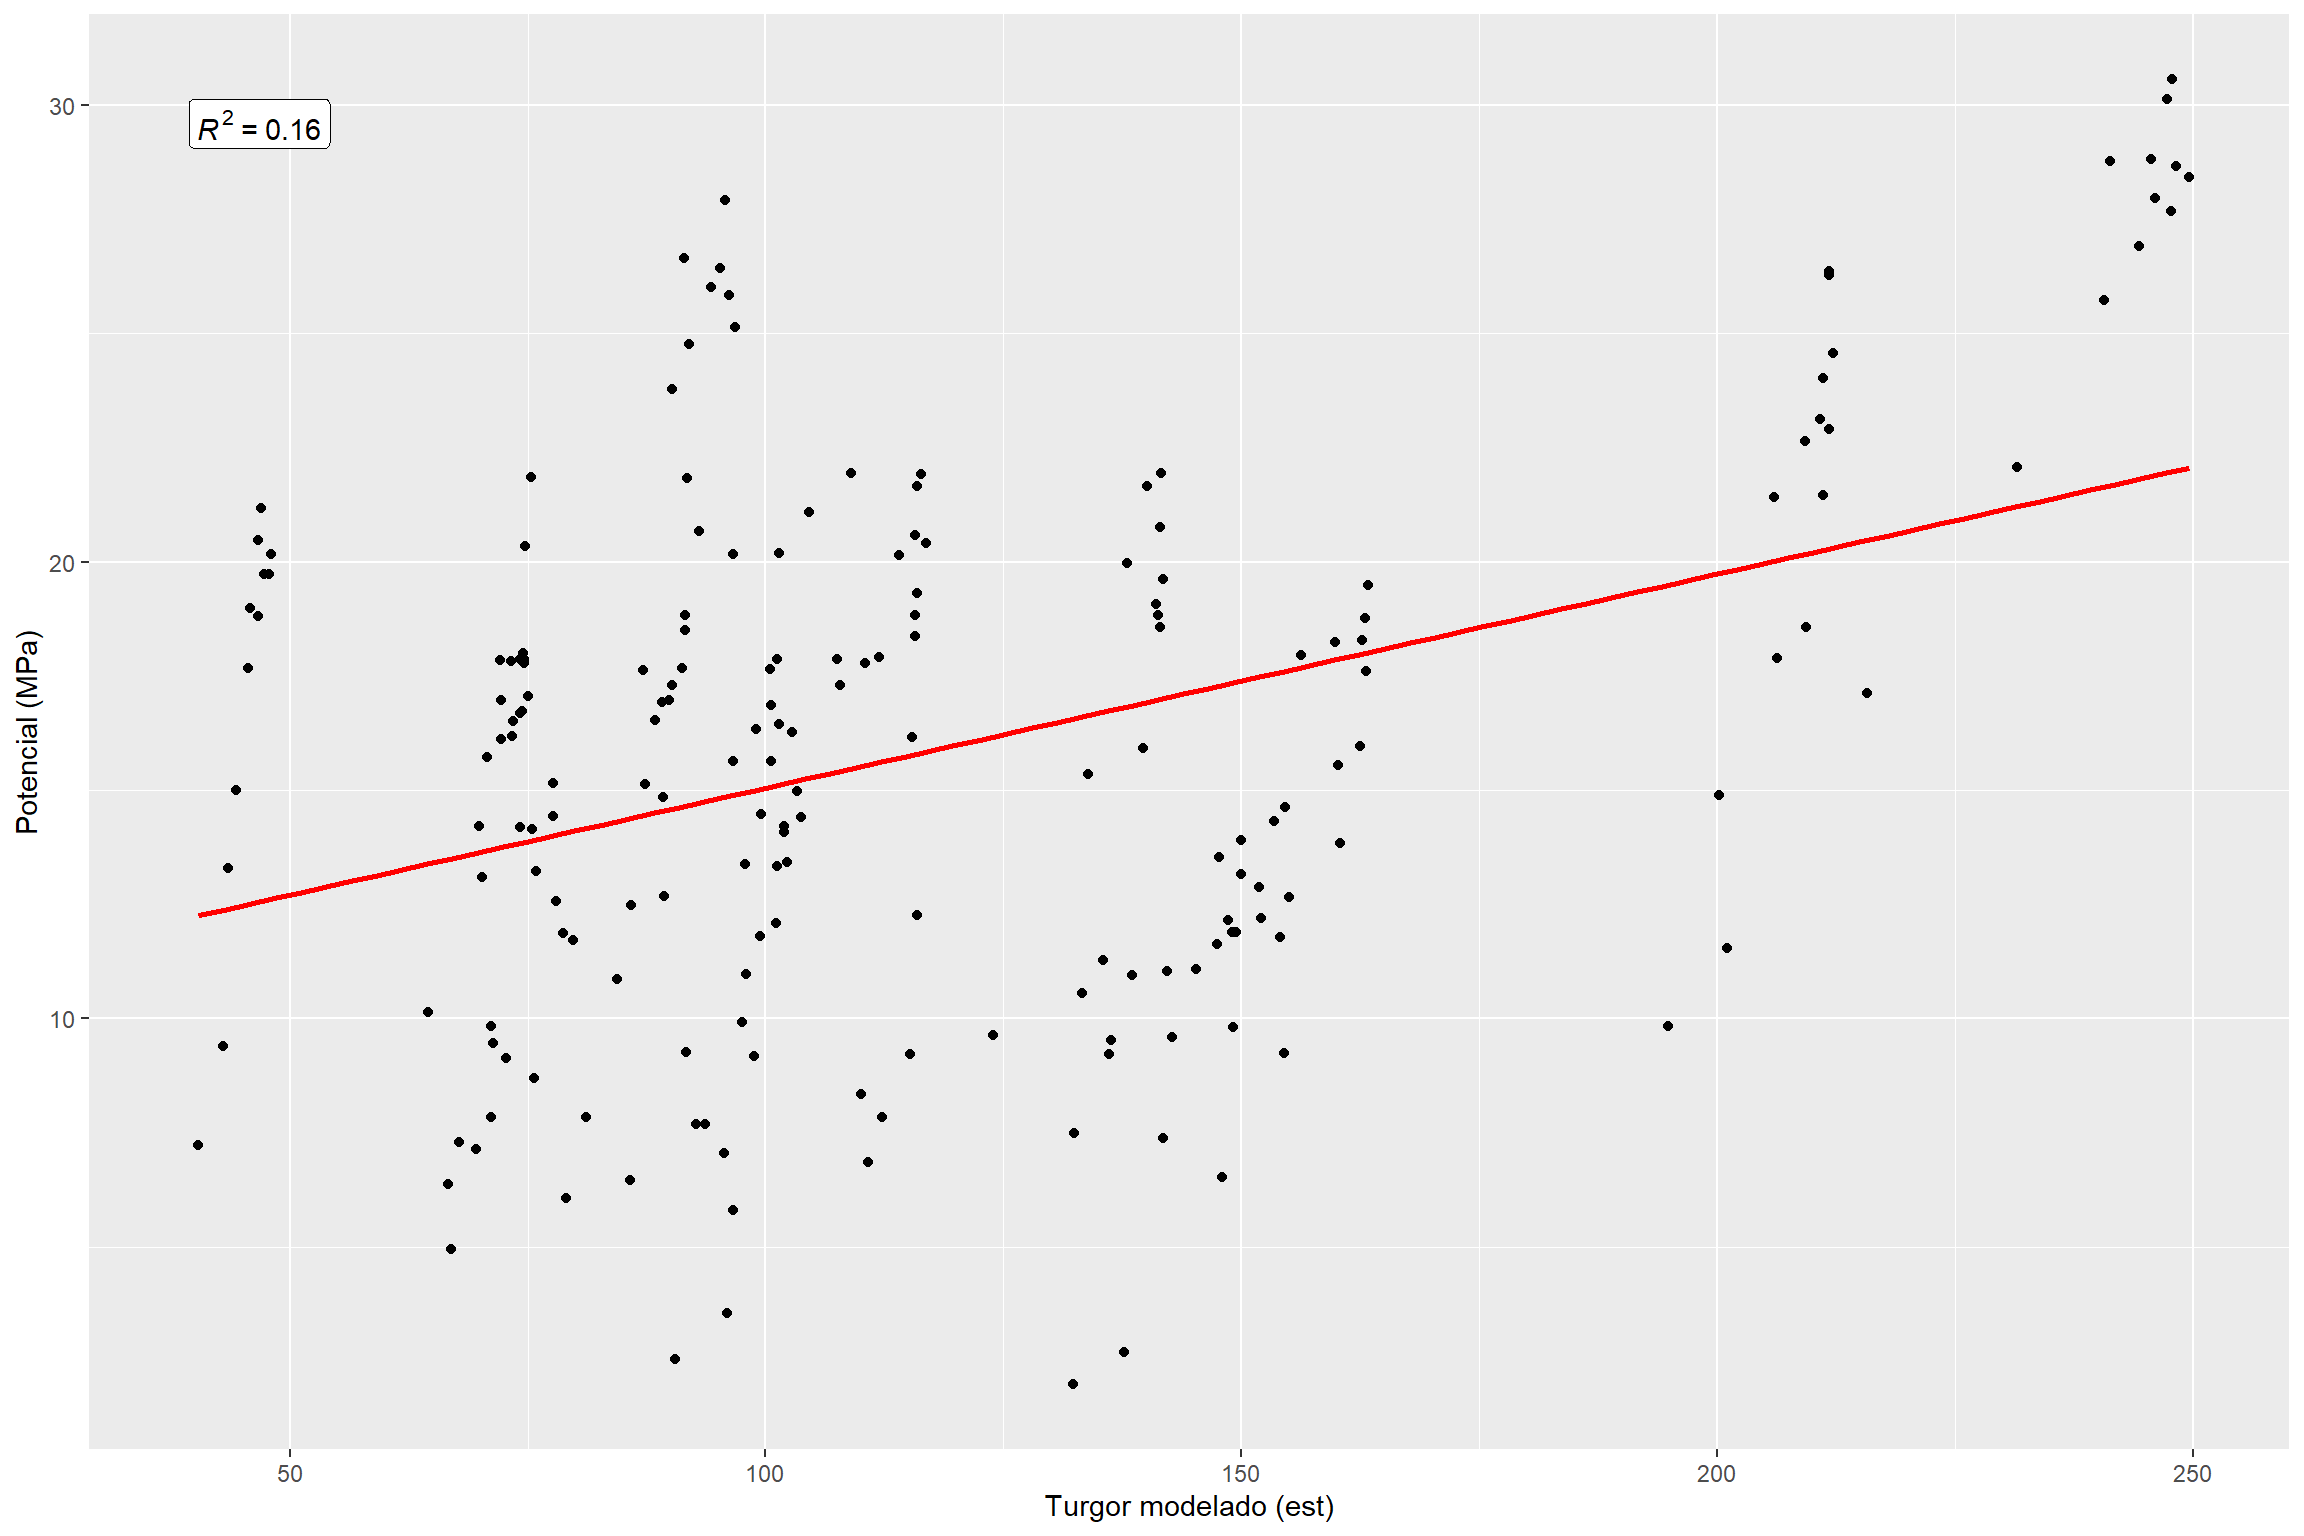 R² = 0.16
30
20
10
Potencial (MPa)
50 100 150 200 250
Turgor modelado (est)